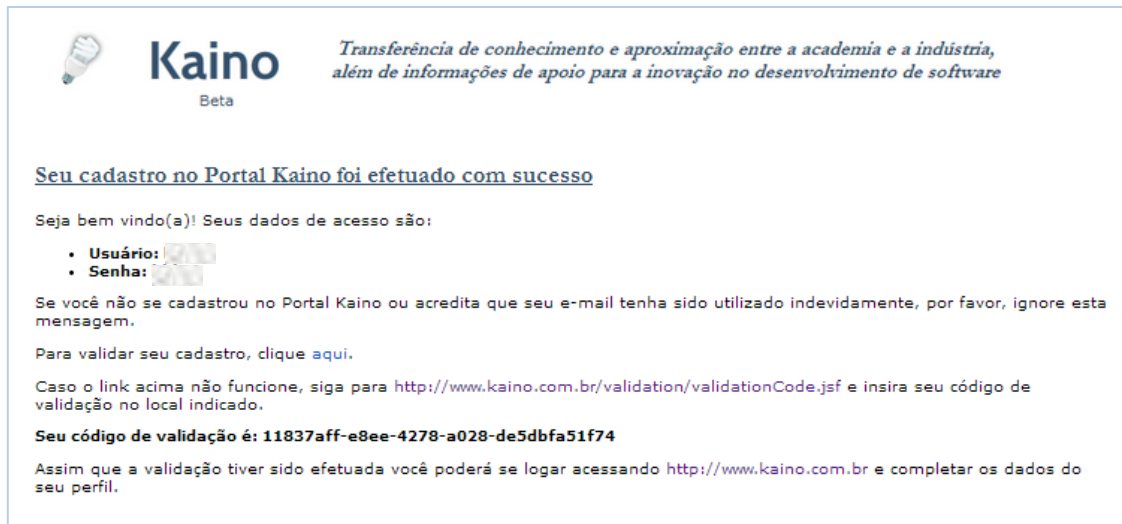 Kaino
Beta
Transferência de conhecimento e aproximação entre a academia e a indústria,
além de informações de apoio para a inovação no desenvolvimento de software
Seu cadastro no Portal Kaino foi efetuado com sucesso
Seja bem vindo(a)! Seus dados de acesso são:
• Usuário:
• Senha:
Se você não se cadastrou no Portal Kaino ou acredita que seu e-mail tenha sido utilizado indevidamente, por favor, ignore esta
mensagem.
Para validar seu cadastro, clique aqui.
Caso o link acima não funcione, siga para http://www.kaino.com.br/validation/validationCode.jsf e insira seu código de
validação no local indicado.
Seu código de validação é: 11837aff-e8ee-4278-a028-de5dbfa51f74
Assim que a validação tiver sido efetuada você poderá se logar acessando http://www.kaino.com.br e completar os dados do
seu perfil.